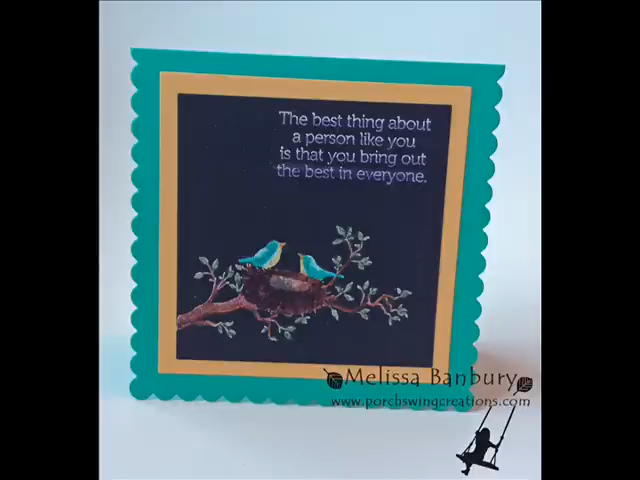 The best thing about
a person like you
is that you bring out
the best in everyone.
Melissa Banbury
www.porchswingcreations.com